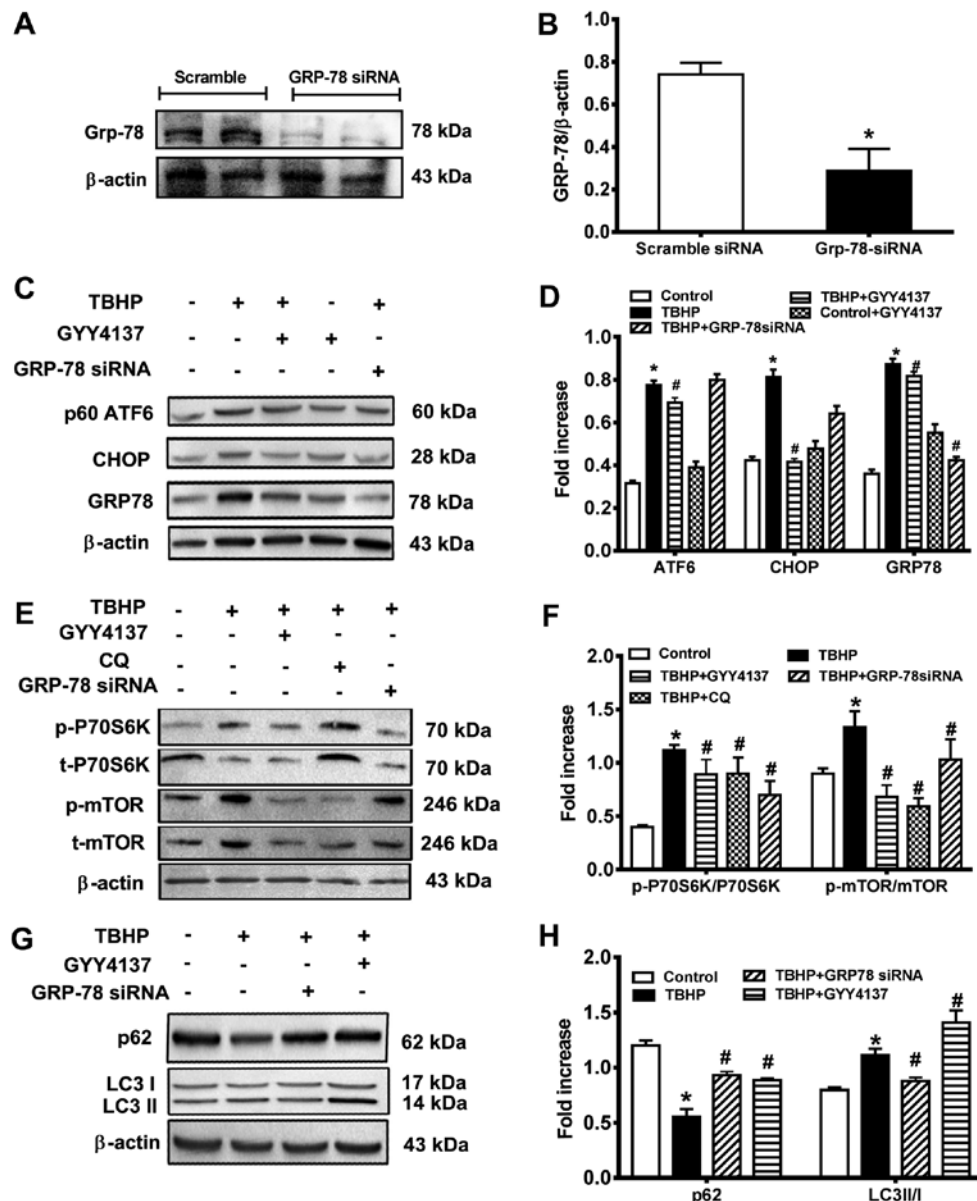 A
Scramble GRP-78 siRNA
Grp-78 78 kDa
β-actin 43 kDa
B
GRP-78/β-actin
1.0
0.8
0.6
0.4
0.2
0.0
*
Scramble siRNA Grp-78-siRNA
C
TBHP - + + - +
GYY4137 - - + + -
GRP-78 siRNA - - - - +
p60 ATF6 60 kDa
CHOP 28 kDa
GRP78 78 kDa
β-actin 43 kDa
D
Control TBHP+GYY4137
TBHP Control+GYY4137
TBHP+GRP-78siRNA
Fold increase
1.0
0.8
0.6
0.4
0.2
0.0
* # * # * # #
ATF6 CHOP GRP78
E
TBHP - + + + +
GYY4137 - - + - -
CQ - - - + -
GRP-78 siRNA - - - - +
p-P70S6K 70 kDa
t-P70S6K 70 kDa
p-mTOR 246 kDa
t-mTOR 246 kDa
β-actin 43 kDa
F
Control TBHP
TBHP+GYY4137 TBHP+GRP-78siRNA
TBHP+CQ
Fold increase
2.0
1.5
1.0
0.5
0.0
* # # # * # # #
p-P70S6K/P70S6K p-mTOR/mTOR
G
TBHP - + + +
GYY4137 - - - +
GRP-78 siRNA - - + -
p62 62 kDa
LC3 I 17 kDa
LC3 II 14 kDa
β-actin 43 kDa
H
Control TBHP+GRP78 siRNA
TBHP TBHP+GYY4137
Fold increase
2.0
1.5
1.0
0.5
0.0
* # # * # #
p62 LC3II/I